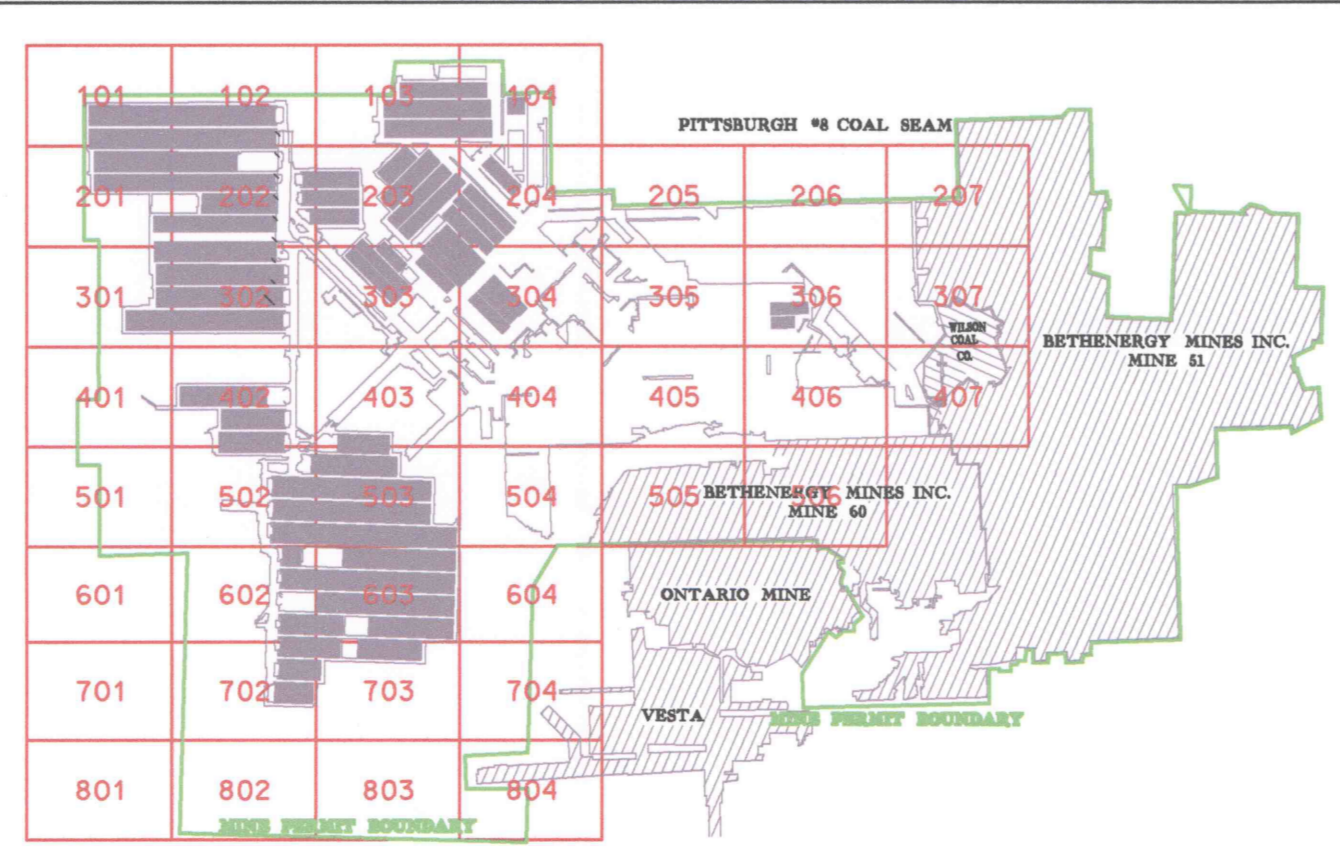 101 102 103 104
PITTSBURGH #8 COAL SEAM
201 202 203 204 205 206 207
301 302 303 304 305 306 307
WILSON
COAL
CO.
BETHENERGY MINES INC.
MINE 51
401 402 403 404 405 406 407
501 502 503 504 505 506
BETHENERGY MINES INC.
MINE 60
601 602 603 604
ONTARIO MINE
701 702 703 704
VESTA
MINE PERMIT BOUNDARY
801 802 803 804
MINE PERMIT BOUNDARY